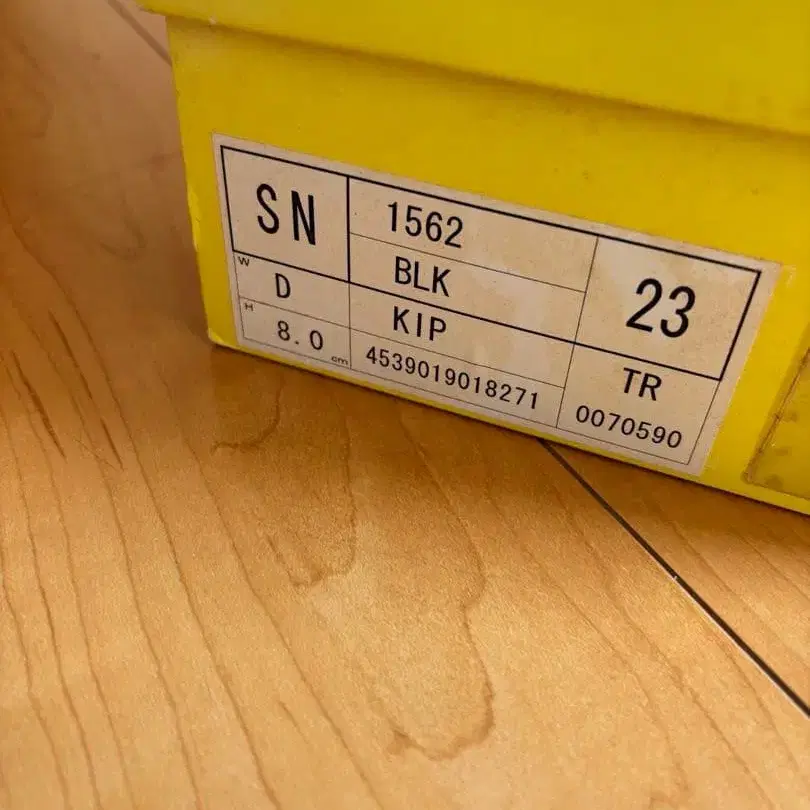 SN
1562
BLK
23
W
D
KIP
TR
H
8.0 cm
4539019018271
0070590